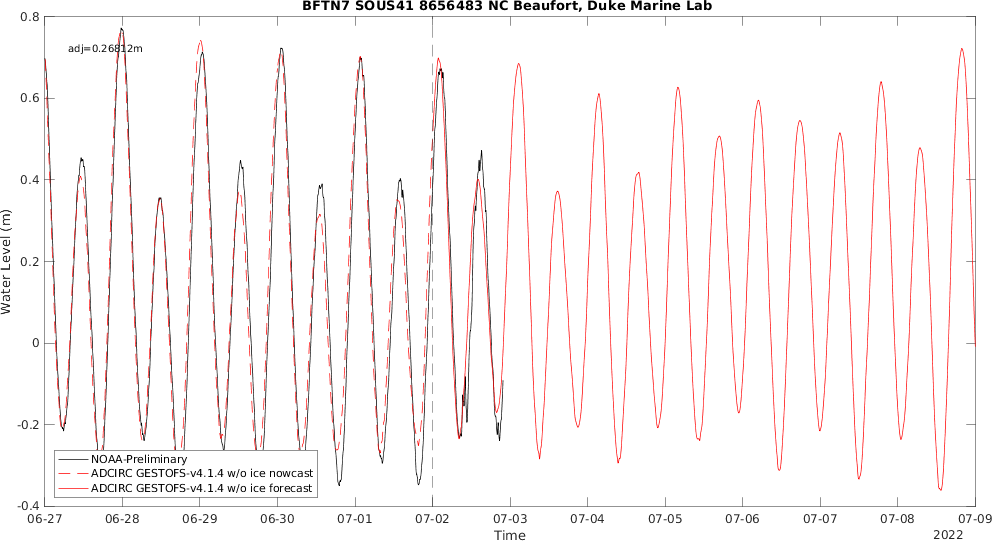 BFTN7 SOUS41 8656483 NC Beaufort, Duke Marine Lab
adj=0.26812m
0.8
0.6
0.4
0.2
0
-0.2
-0.4
Water Level (m)
NOAA-Preliminary
ADCIRC GESTOFS-v4.1.4 w/o ice nowcast
ADCIRC GESTOFS-v4.1.4 w/o ice forecast
06-27 06-28 06-29 06-30 07-01 07-02 07-03 07-04 07-05 07-06 07-07 07-08 07-09
Time
2022